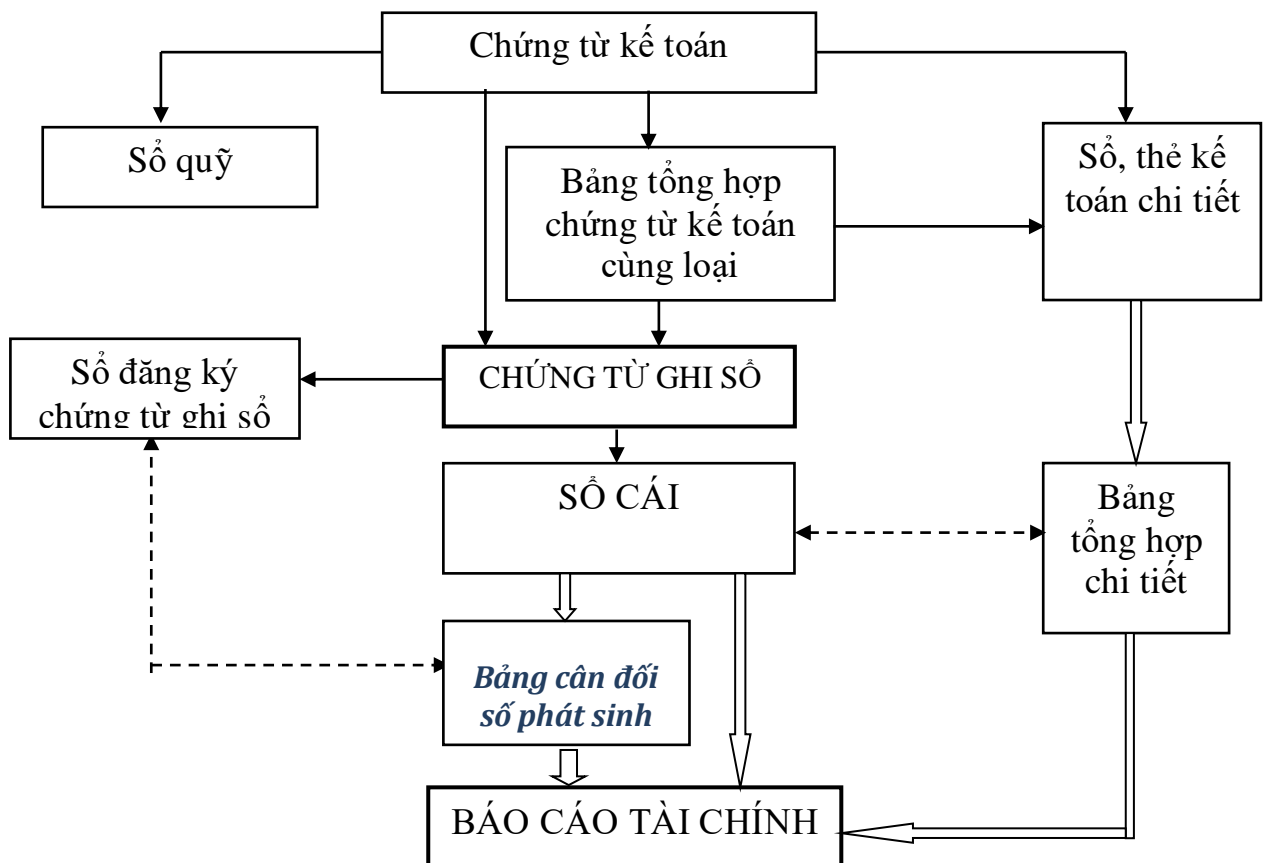 Chứng từ kế toán
Sổ quỹ
Bảng tổng hợp
chứng từ kế toán
cùng loại
Sổ, thẻ kế
toán chi tiết
Sổ đăng ký
chứng từ ghi sổ
CHỨNG TỪ GHI SỔ
SỔ CÁI
Bảng
tổng hợp
chi tiết
Bảng cân đối
số phát sinh
BÁO CÁO TÀI CHÍNH